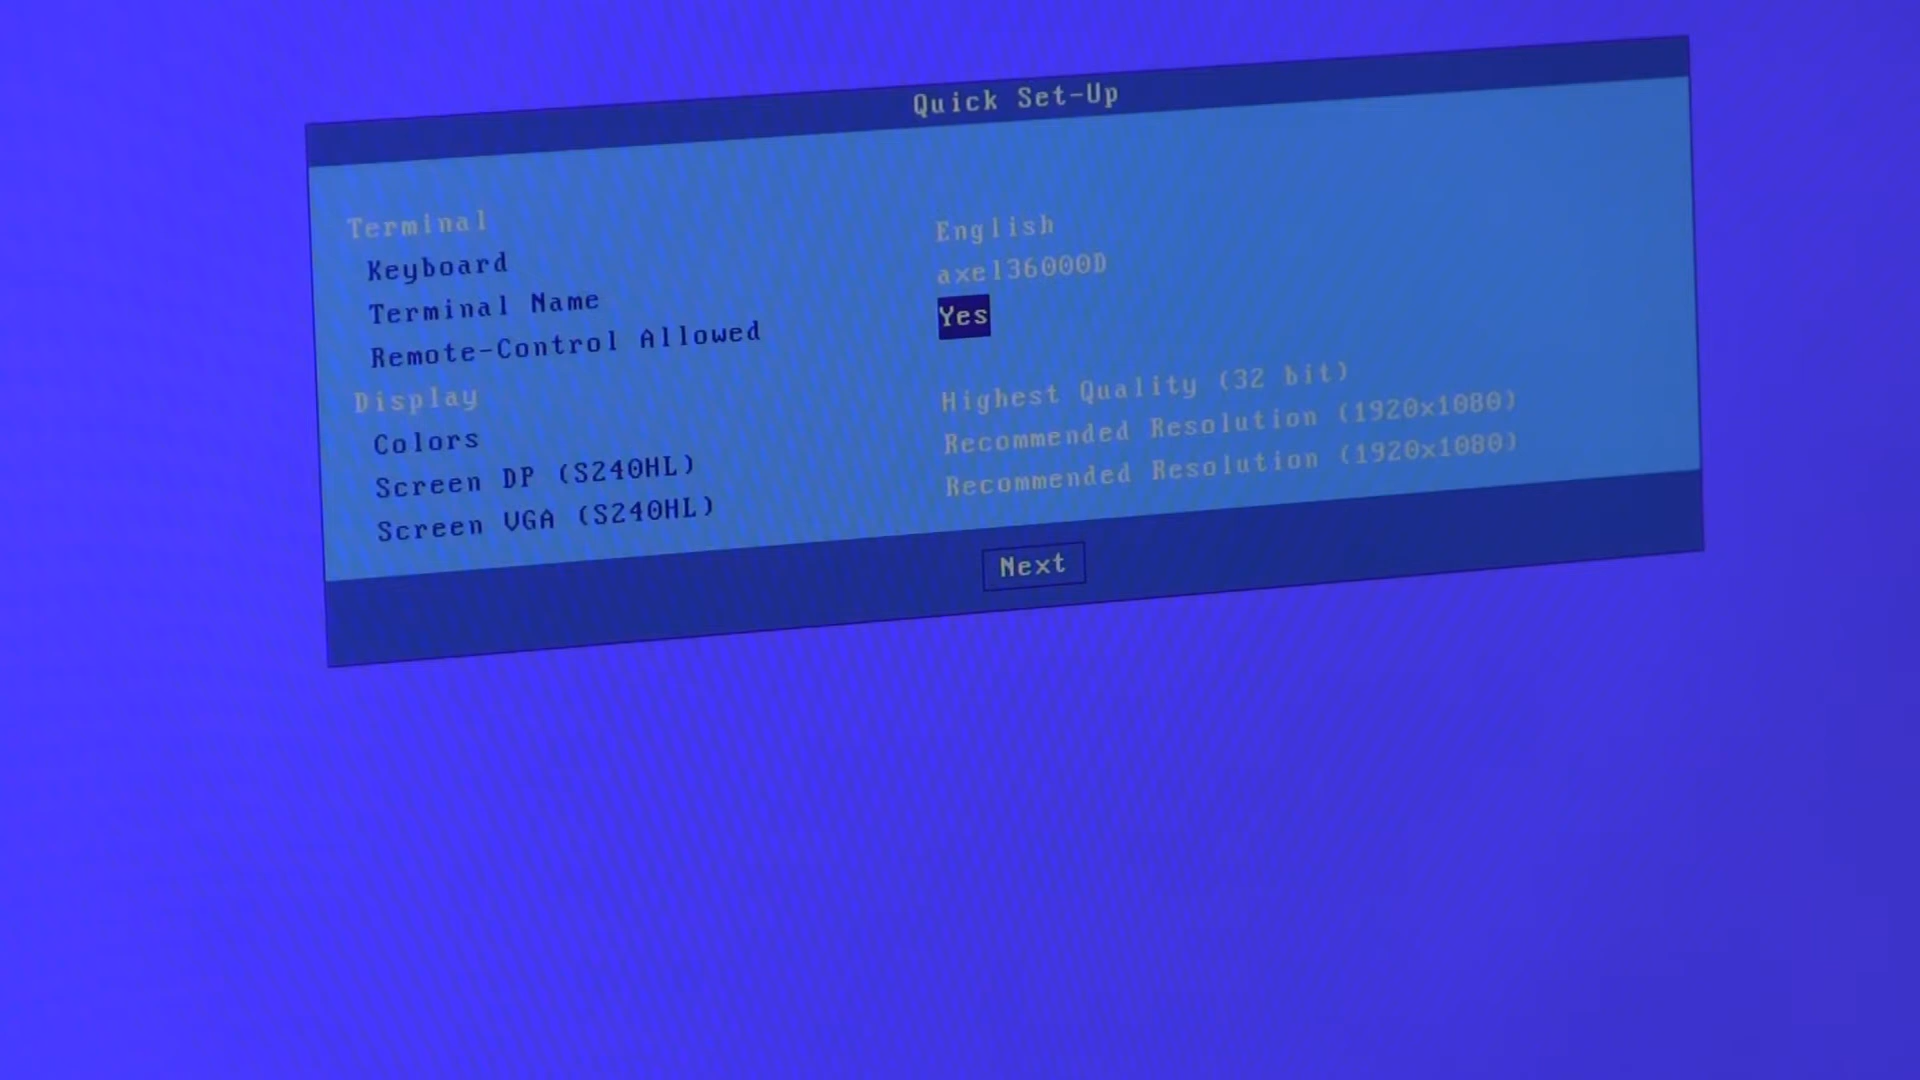 Quick Set-Up
Terminal
Keyboard English
Terminal Name axel36000D
Remote-Control Allowed Yes
Display
Colors Highest Quality (32 bit)
Screen DP (S240HL) Recommended Resolution (1920x1080)
Screen VGA (S240HL) Recommended Resolution (1920x1080)
Next